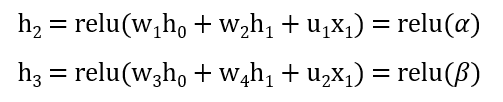 h₂ = relu(w₁h₀ + w₂h₁ + u₁x₁) = relu(α)
h₃ = relu(w₃h₀ + w₄h₁ + u₂x₁) = relu(β)